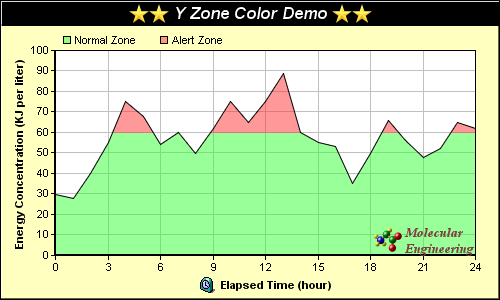 Y Zone Color Demo
Normal Zone Alert Zone
Energy Concentration (KJ per liter)
100
90
80
70
60
50
40
30
20
10
0
0 3 6 9 12 15 18 21 24
Molecular
Engineering
Elapsed Time (hour)